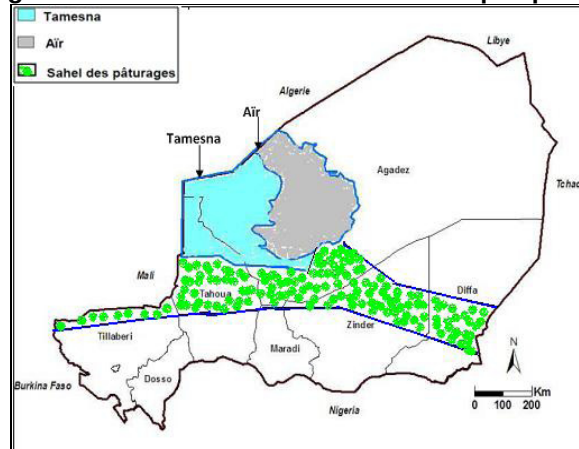 Tamesna
Aïr
Sahel des pâturages
Libye
Algerie
Aïr
Tamesna
Agadez
Tchad
Mali
Tahoua
Diffa
Tillaberi
Zinder
Maradi
Dosso
N
Burkina Faso
Nigeria
Km
0 100 200